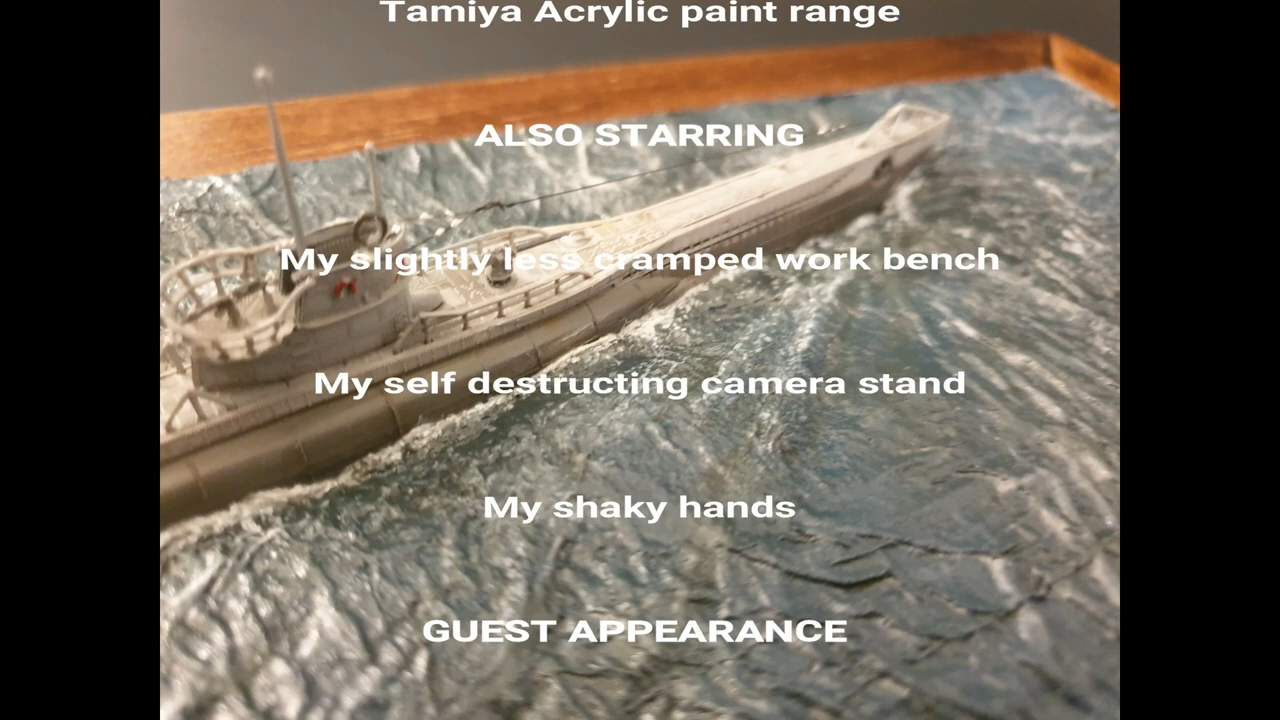 Tamiya Acrylic paint range
ALSO STARRING
My slightly less cramped work bench
My self destructing camera stand
My shaky hands
GUEST APPEARANCE